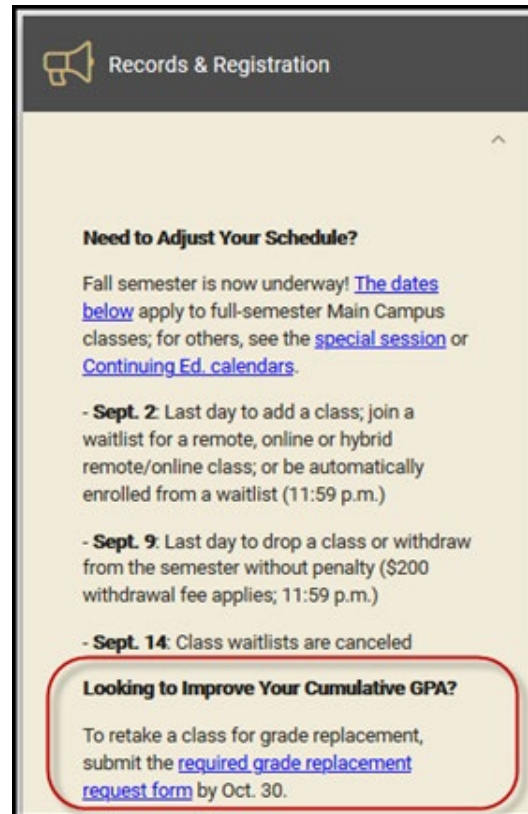 Records & Registration
Need to Adjust Your Schedule?
Fall semester is now underway! The dates
below apply to full-semester Main Campus
classes; for others, see the special session or
Continuing Ed. calendars.
- Sept. 2: Last day to add a class; join a
waitlist for a remote, online or hybrid
remote/online class; or be automatically
enrolled from a waitlist (11:59 p.m.)
- Sept. 9: Last day to drop a class or withdraw
from the semester without penalty ($200
withdrawal fee applies; 11:59 p.m.)
- Sept. 14: Class waitlists are canceled
Looking to Improve Your Cumulative GPA?
To retake a class for grade replacement,
submit the required grade replacement
request form by Oct. 30.